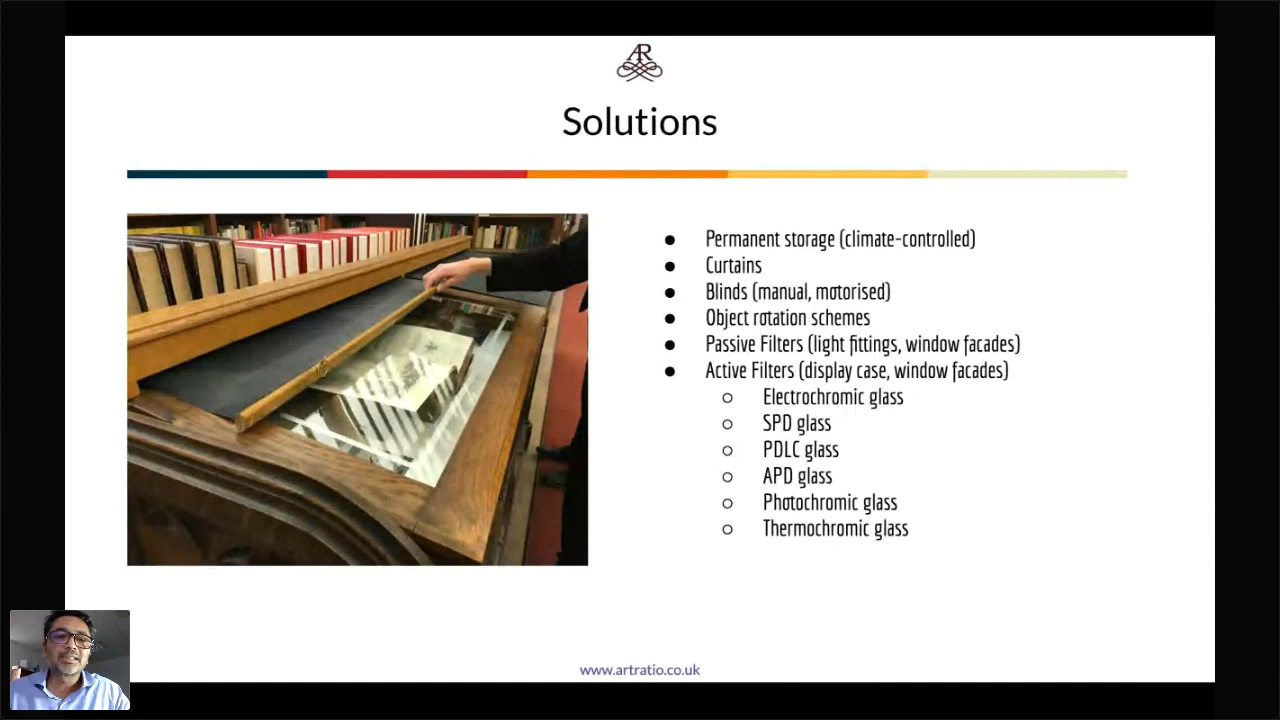 AR
Solutions
● Permanent storage (climate-controlled)
● Curtains
● Blinds (manual, motorised)
● Object rotation schemes
● Passive Filters (light fittings, window facades)
● Active Filters (display case, window facades)
○ Electrochromic glass
○ SPD glass
○ PDLC glass
○ APD glass
○ Photochromic glass
○ Thermochromic glass
www.artratio.co.uk